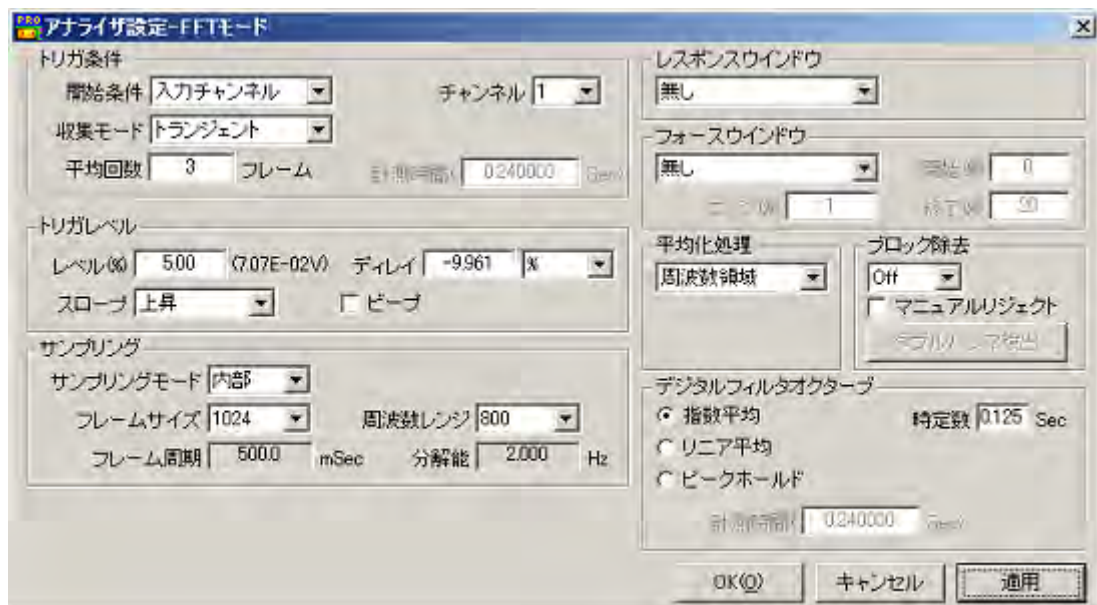 PRO
アナライザ設定-FFTモード
トリガ条件
開始条件 入力チャンネル チャンネル 1
収集モード トランジェント
平均回数 3 フレーム 計測時間( 0.240000 Sec)
トリガレベル
レベル(%) 5.00 (7.07E-02V) ディレイ -9.961 %
スロープ 上昇 ビープ
サンプリング
サンプリングモード 内部
フレームサイズ 1024 周波数レンジ 800
フレーム周期 500.0 mSec 分解能 2.000 Hz
レスポンスウインドウ
無し
フォースウインドウ
無し 開始(%) 0
1 終了(%)
平均化処理
周波数領域
ブロック除去
Off
マニュアルリジェクト
デジタルフィルタオクターブ
指数平均 時定数 0.125 Sec
リニア平均
ピークホールド
計測時間( 0.240000 Sec)
OK(O) キャンセル 適用